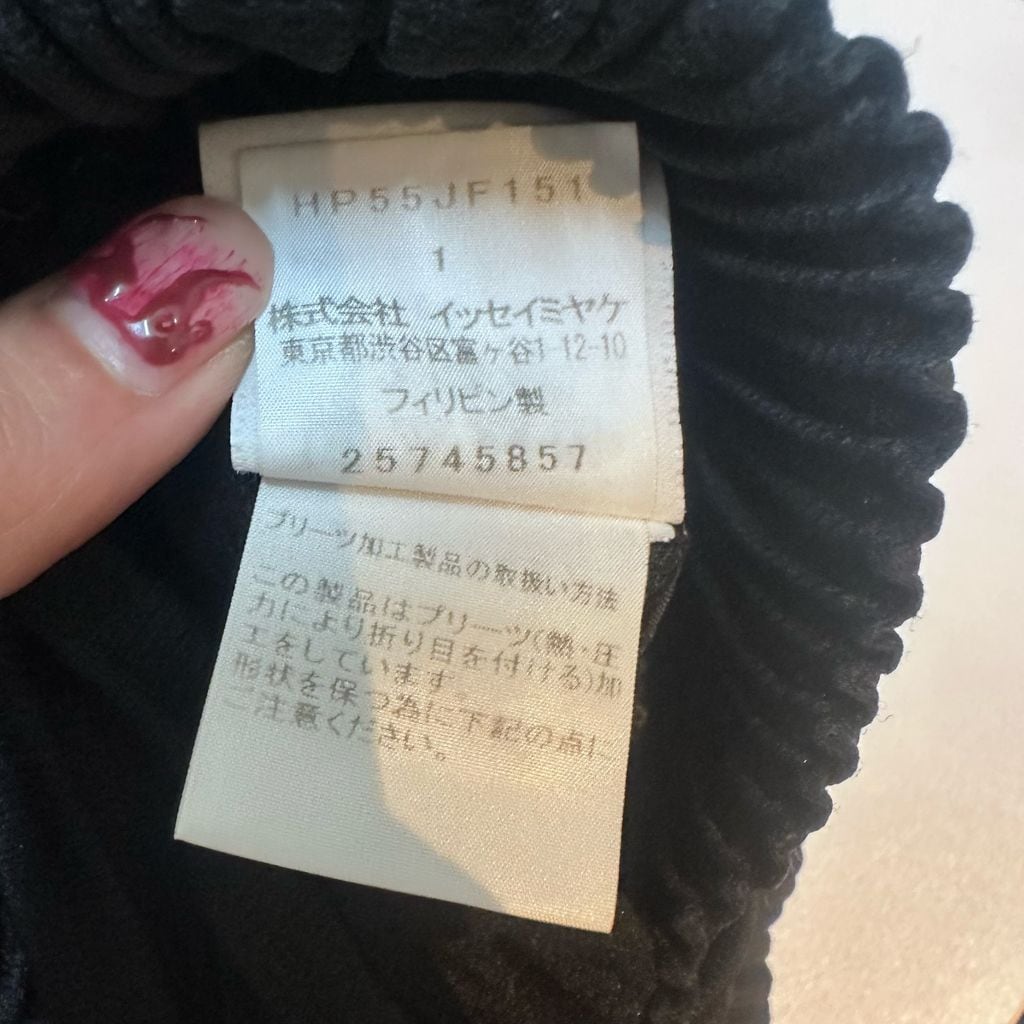 HP55JF151
1
株式会社 イッセイミヤケ
東京都渋谷区富ヶ谷1-12-10
フィリピン製
25745857
プリーツ加工製品の取扱い方法
この製品はプリーツ(熱・圧
力により折り目を付ける)加
工をしています
形状を保つ為に下記の点に
ご注意ください。